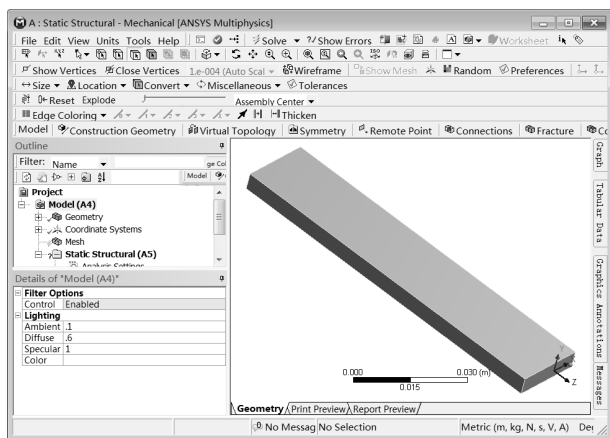 A : Static Structural - Mechanical [ANSYS Multiphysics]
File Edit View Units Tools Help Solve ?/ Show Errors Worksheet
Show Vertices Close Vertices 1.e-004 (Auto Scal Wireframe Show Mesh Random Preferences
Size Location Convert Miscellaneous Tolerances
Reset Explode Assembly Center
Edge Coloring Thicken
Model Construction Geometry Virtual Topology Symmetry Remote Point Connections Fracture Co
Outline
Filter: Name ge Col
Model
Project
Model (A4)
Geometry
Coordinate Systems
Mesh
Static Structural (A5)
Analysis Settings
Details of "Model (A4)"
Filter Options
Control Enabled
Lighting
Ambient .1
Diffuse .6
Specular 1
Color
0.000 0.030 (m)
0.015
Y
Z
Geometry Print Preview Report Preview
Graph
Tabular Data
Graphics Annotations
Messages
No Messag No Selection Metric (m, kg, N, s, V, A) De